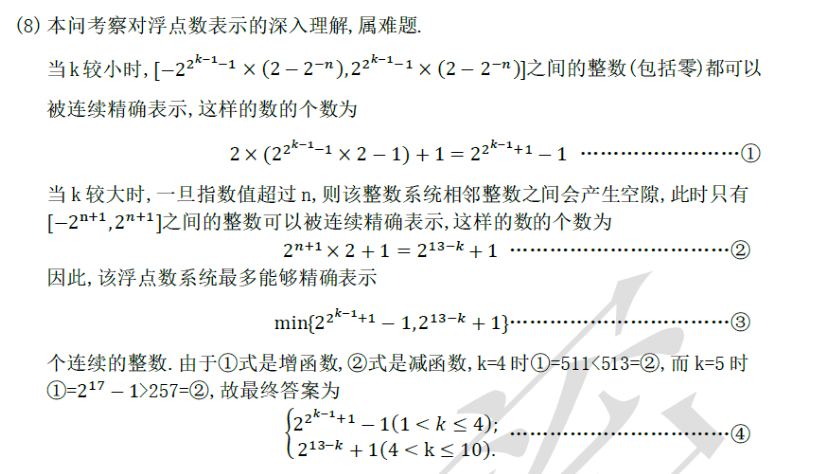 (8) 本问考察对浮点数表示的深入理解,属难题.
当k较小时,[−2^{2^{k−1}−1} × (2 − 2^{−n}),2^{2^{k−1}−1} × (2 − 2^{−n})]之间的整数(包括零)都可以
被连续精确表示,这样的数的个数为
2 × (2^{2^{k−1}−1} × 2 − 1) + 1 = 2^{2^{k−1}+1} − 1 ……………………①
当 k 较大时,一旦指数值超过 n,则该整数系统相邻整数之间会产生空隙,此时只有
[−2^{n+1},2^{n+1}]之间的整数可以被连续精确表示,这样的数的个数为
2^{n+1} × 2 + 1 = 2^{13−k} + 1 ……………………………②
因此,该浮点数系统最多能够精确表示
min{2^{2^{k−1}+1} − 1,2^{13−k} + 1}……………………………③
个连续的整数.由于①式是增函数,②式是减函数,k=4 时①=511<513=②,而 k=5 时
①=2^{17} − 1>257=②,故最终答案为
{2^{2^{k−1}+1} − 1(1 < k ≤ 4);
2^{13−k} + 1(4 < k ≤ 10). ……………………………④